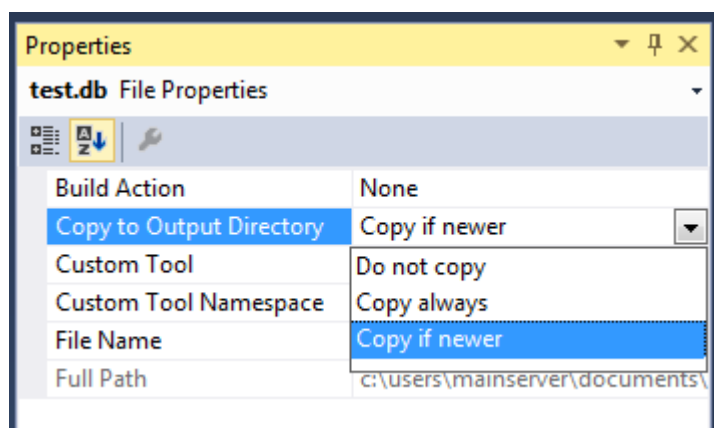 Properties
test.db File Properties
Build Action None
Copy to Output Directory Copy if newer
Custom Tool Do not copy
Custom Tool Namespace Copy always
File Name Copy if newer
Full Path c:\users\mainserver\documents\